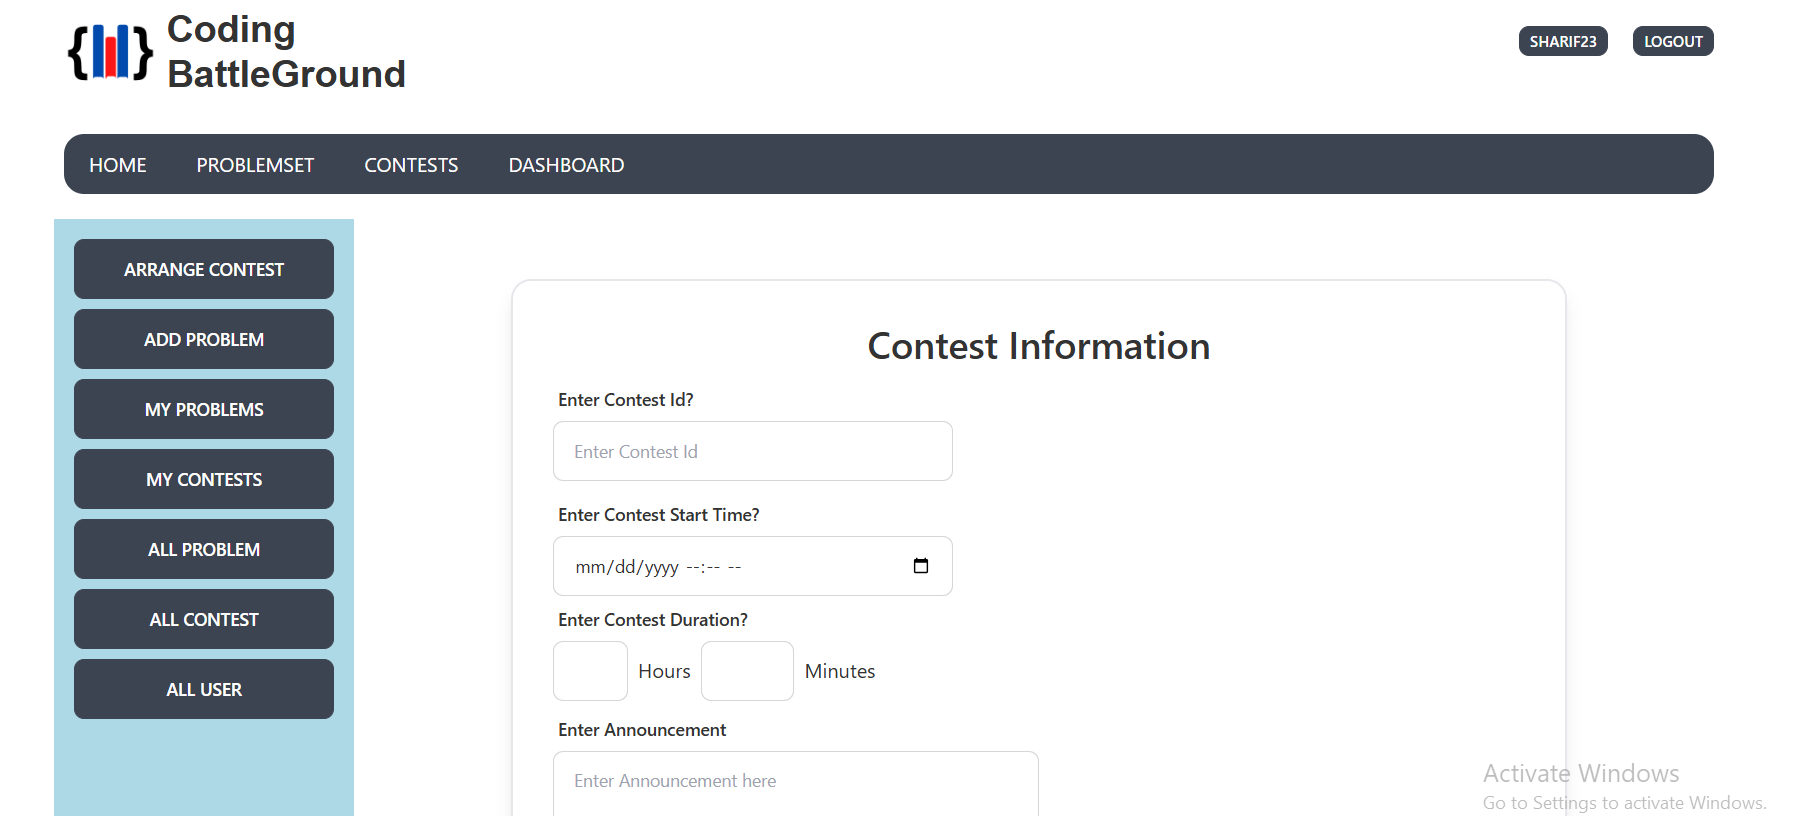 Coding
BattleGround
SHARIF23
LOGOUT
HOME
PROBLEMSET
CONTESTS
DASHBOARD
ARRANGE CONTEST
ADD PROBLEM
MY PROBLEMS
MY CONTESTS
ALL PROBLEM
ALL CONTEST
ALL USER
Contest Information
Enter Contest Id?
Enter Contest Id
Enter Contest Start Time?
mm/dd/yyyy --:-- --
Enter Contest Duration?
Hours
Minutes
Enter Announcement
Enter Announcement here
Activate Windows
Go to Settings to activate Windows.